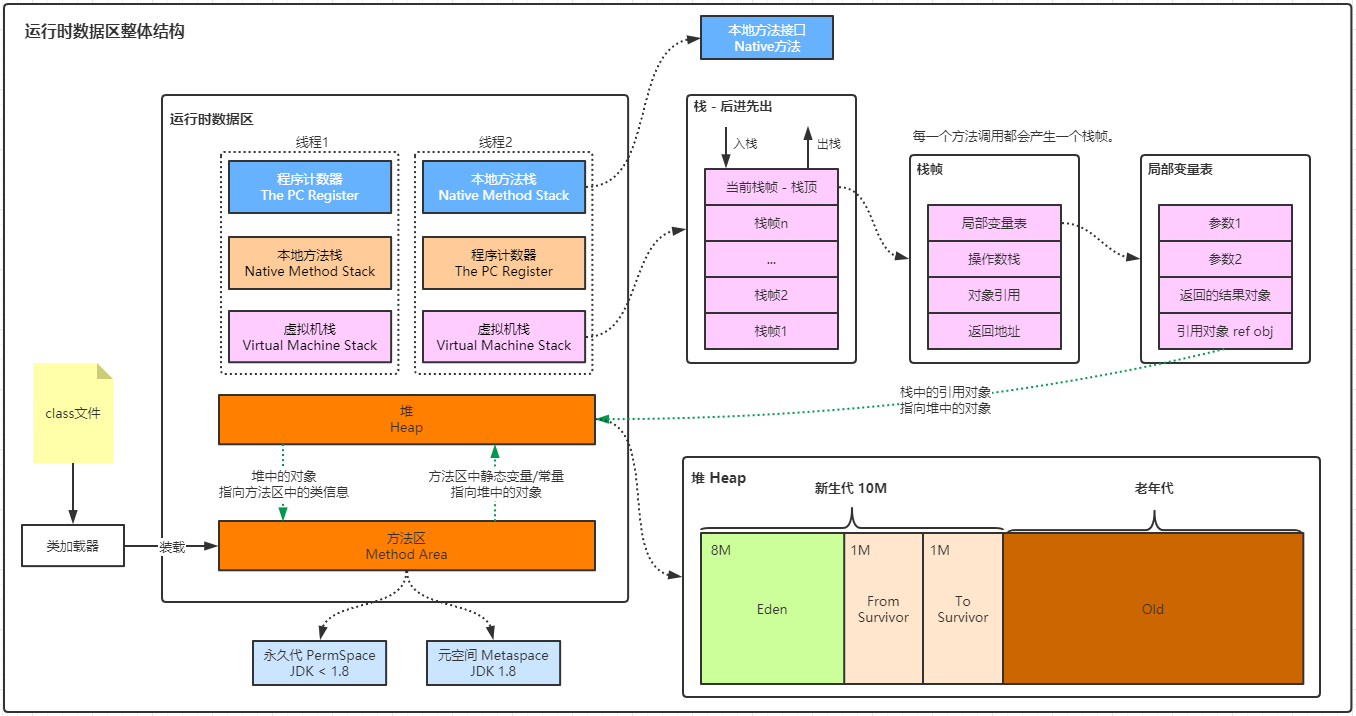 运行时数据区整体结构
本地方法接口
Native方法
运行时数据区
线程1
程序计数器
The PC Register
本地方法栈
Native Method Stack
虚拟机栈
Virtual Machine Stack
线程2
本地方法栈
Native Method Stack
程序计数器
The PC Register
虚拟机栈
Virtual Machine Stack
栈 - 后进先出
入栈
出栈
当前栈帧 - 栈顶
栈帧n
...
栈帧2
栈帧1
每一个方法调用都会产生一个栈帧。
栈帧
局部变量表
操作数栈
对象引用
返回地址
局部变量表
参数1
参数2
返回的结果对象
引用对象 ref obj
栈中的引用对象
指向堆中的对象
class文件
类加载器
装载
堆
Heap
堆中的对象
指向方法区中的类信息
方法区中静态变量/常量
指向堆中的对象
方法区
Method Area
永久代 PermSpace
JDK < 1.8
元空间 Metaspace
JDK 1.8
堆 Heap
新生代 10M
老年代
8M
Eden
1M
From
Survivor
1M
To
Survivor
Old